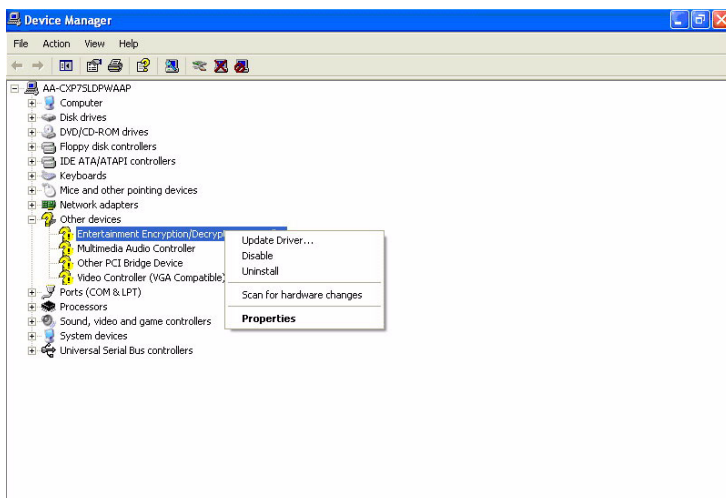 Device Manager
File Action View Help
AA-CXP75LDPWAAP
Computer
Disk drives
DVD/CD-ROM drives
Floppy disk controllers
IDE ATA/ATAPI controllers
Keyboards
Mice and other pointing devices
Network adapters
Other devices
Entertainment Encryption/Decryp
Multimedia Audio Controller
Other PCI Bridge Device
Video Controller (VGA Compatible)
Ports (COM & LPT)
Processors
Sound, video and game controllers
System devices
Universal Serial Bus controllers
Update Driver...
Disable
Uninstall
Scan for hardware changes
Properties